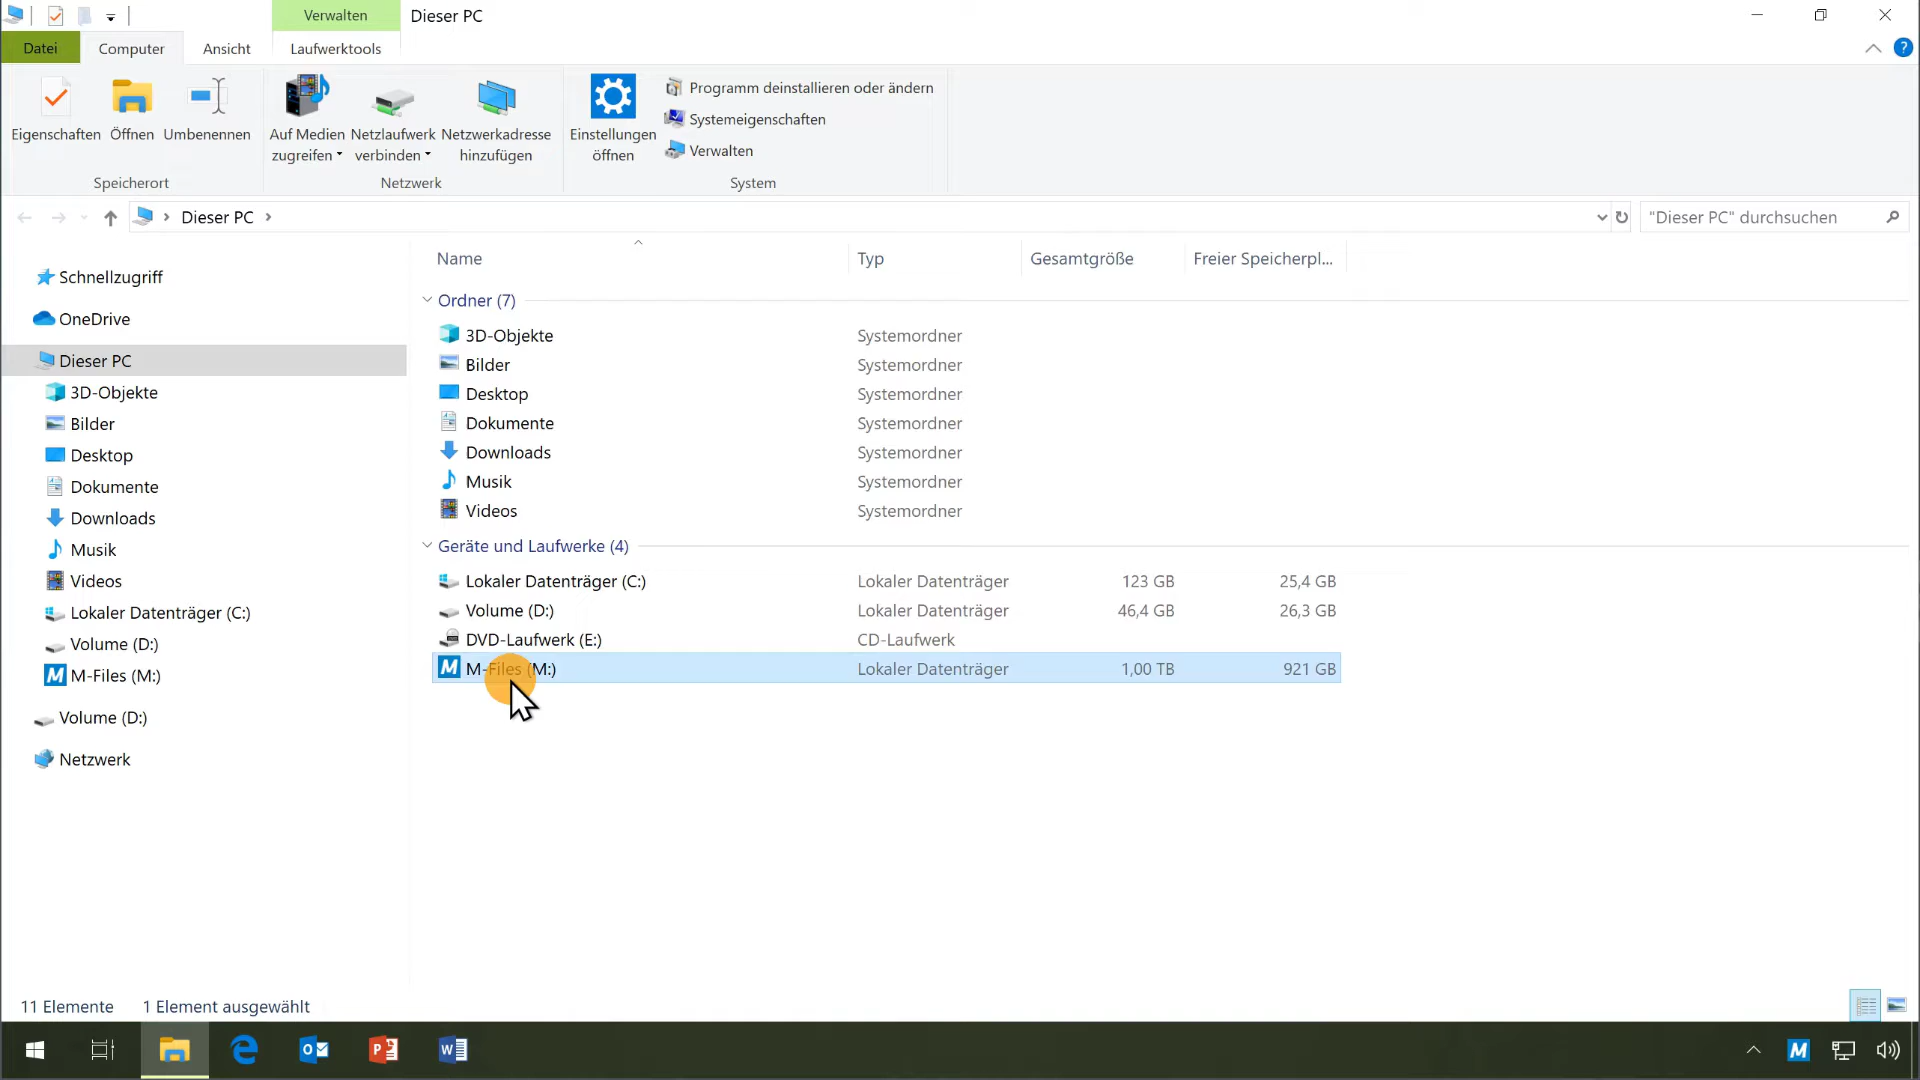 Verwalten
Dieser PC
Datei
Computer
Ansicht
Laufwerktools
?
Eigenschaften
Öffnen
Umbenennen
Auf Medien
zugreifen
Netzlaufwerk
verbinden
Netzwerkadresse
hinzufügen
Einstellungen
öffnen
Programm deinstallieren oder ändern
Systemeigenschaften
Verwalten
Speicherort
Netzwerk
System
Dieser PC
"Dieser PC" durchsuchen
Schnellzugriff
OneDrive
Dieser PC
3D-Objekte
Bilder
Desktop
Dokumente
Downloads
Musik
Videos
Lokaler Datenträger (C:)
Volume (D:)
M M-Files (M:)
Volume (D:)
Netzwerk
Name Typ Gesamtgröße Freier Speicherpl...
Ordner (7)
3D-Objekte Systemordner
Bilder Systemordner
Desktop Systemordner
Dokumente Systemordner
Downloads Systemordner
Musik Systemordner
Videos Systemordner
Geräte und Laufwerke (4)
Lokaler Datenträger (C:) Lokaler Datenträger 123 GB 25,4 GB
Volume (D:) Lokaler Datenträger 46,4 GB 26,3 GB
DVD-Laufwerk (E:) CD-Laufwerk
M M-Files (M:) Lokaler Datenträger 1,00 TB 921 GB
11 Elemente 1 Element ausgewählt
M